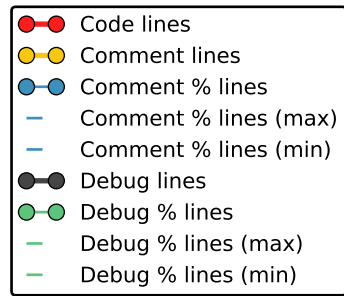 Code lines
Comment lines
Comment % lines
Comment % lines (max)
Comment % lines (min)
Debug lines
Debug % lines
Debug % lines (max)
Debug % lines (min)